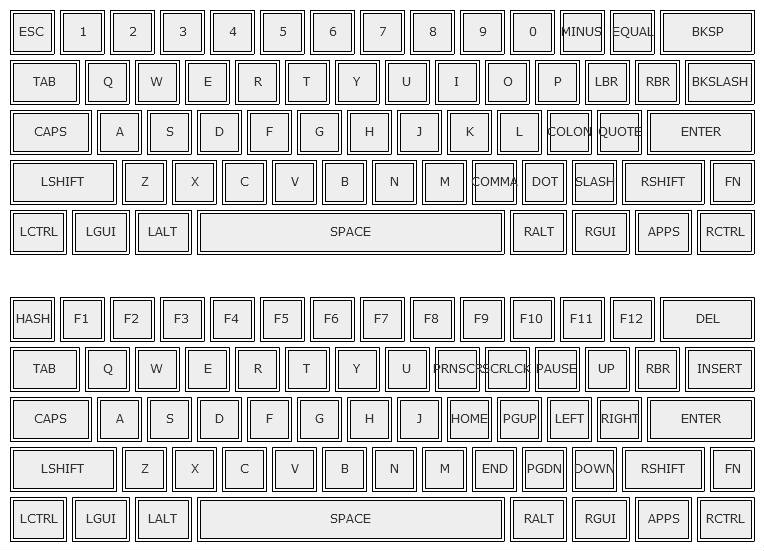 ESC 1 2 3 4 5 6 7 8 9 0 MINUS EQUAL BKSP
TAB Q W E R T Y U I O P LBR RBR BKSLASH
CAPS A S D F G H J K L COLON QUOTE ENTER
LSHIFT Z X C V B N M COMMA DOT SLASH RSHIFT FN
LCTRL LGUI LALT SPACE RALT RGUI APPS RCTRL
HASH F1 F2 F3 F4 F5 F6 F7 F8 F9 F10 F11 F12 DEL
TAB Q W E R T Y U PRNSCR SCRLCK PAUSE UP RBR INSERT
CAPS A S D F G H J HOME PGUP LEFT RIGHT ENTER
LSHIFT Z X C V B N M END PGDN DOWN RSHIFT FN
LCTRL LGUI LALT SPACE RALT RGUI APPS RCTRL